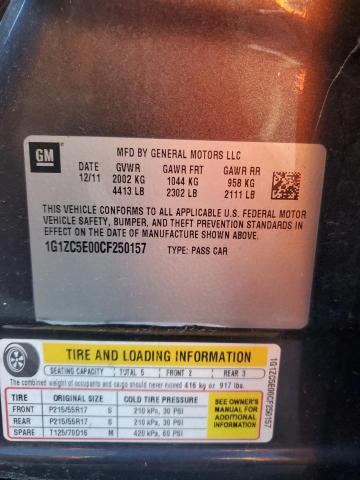 GM
MFD BY GENERAL MOTORS LLC
DATE GVWR GAWR FRT GAWR RR
12/11 2002 KG 1044 KG 958 KG
4413 LB 2302 LB 2111 LB
THIS VEHICLE CONFORMS TO ALL APPLICABLE U.S. FEDERAL MOTOR
VEHICLE SAFETY, BUMPER, AND THEFT PREVENTION STANDARDS IN
EFFECT ON THE DATE OF MANUFACTURE SHOWN ABOVE.
1G1ZC5E00CF250157 TYPE: PASS CAR
TIRE AND LOADING INFORMATION
SEATING CAPACITY TOTAL 5 FRONT 2 REAR 3
The combined weight of occupants and cargo should never exceed 416 kg or 917 lbs.
TIRE ORIGINAL SIZE COLD TIRE PRESSURE
FRONT P215/55R17 S 210 kPa, 30 PSI
REAR P215/55R17 S 210 kPa, 30 PSI
SPARE T125/70D16 M 420 kPa, 60 PSI
SEE OWNER'S
MANUAL FOR
ADDITIONAL
INFORMATION
1G1ZC5E00CF250157